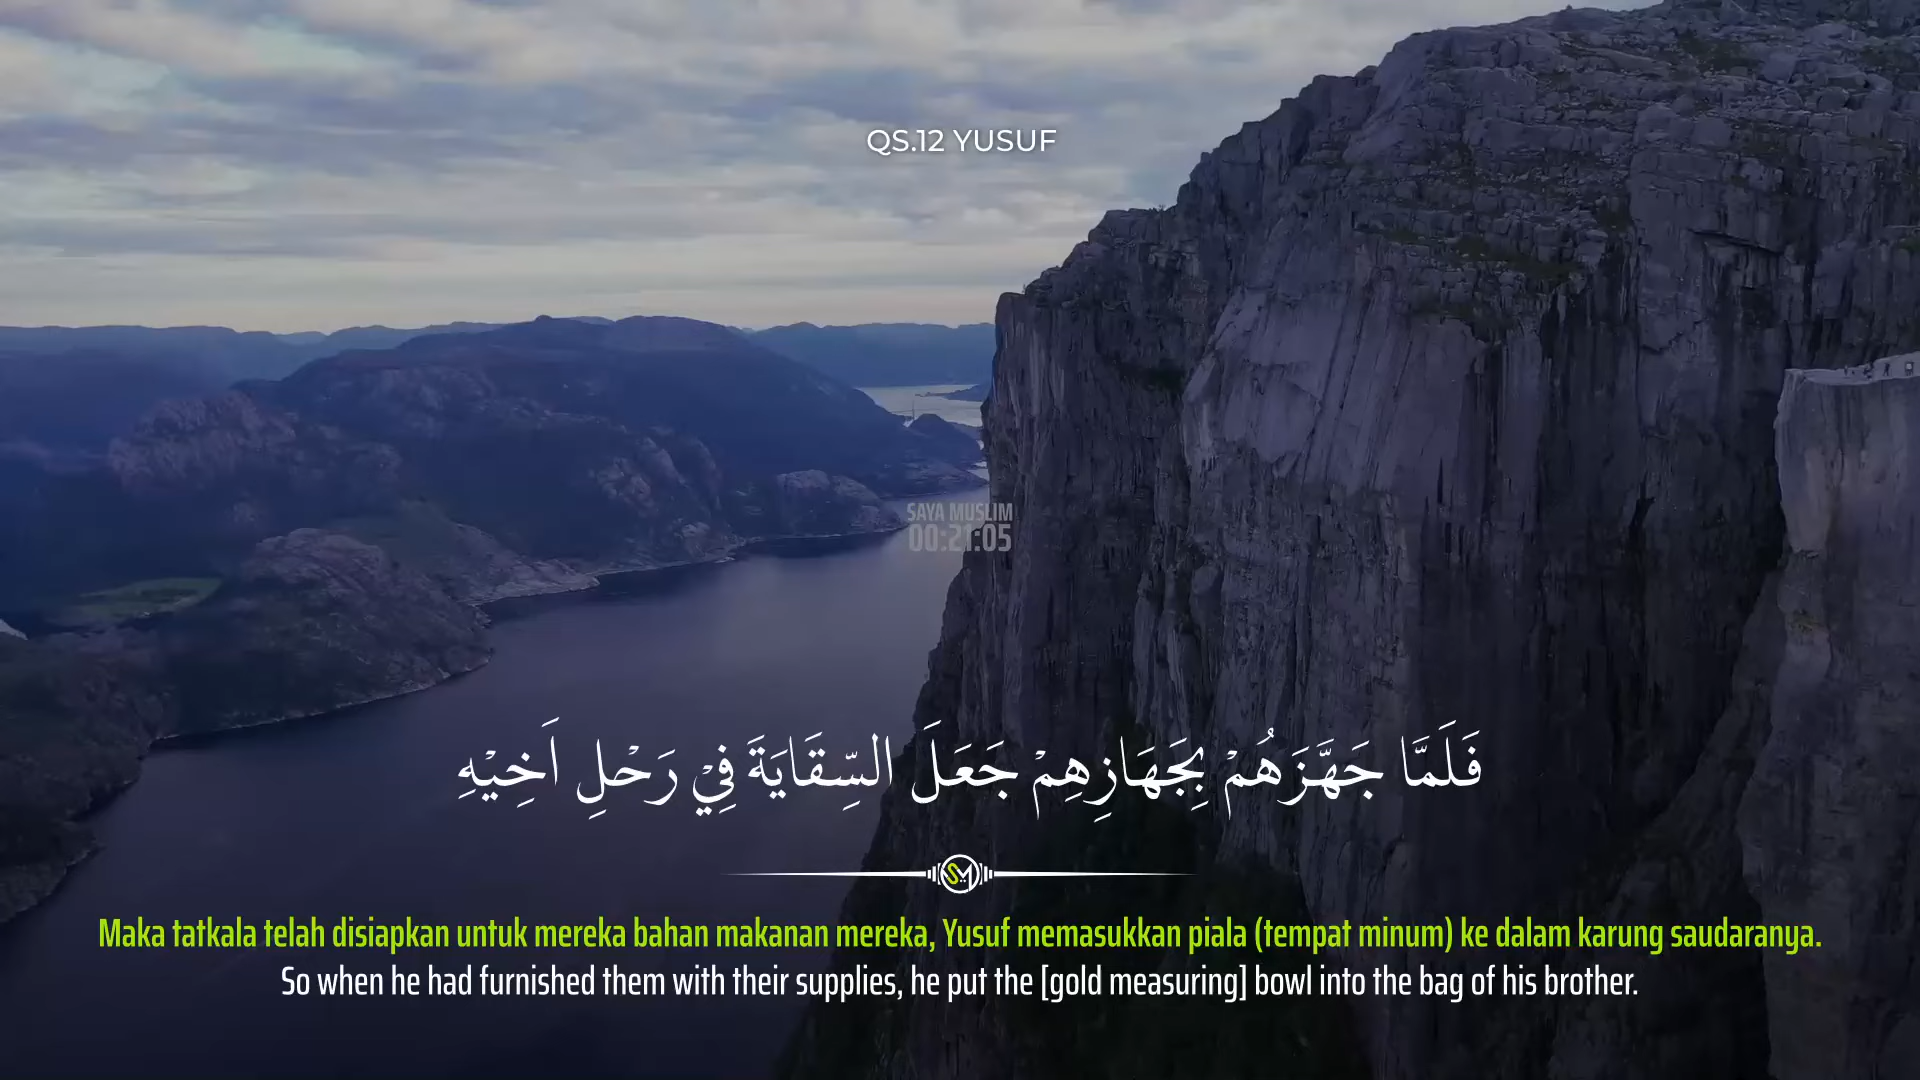 QS.12 YUSUF
SAYA MUSLIM
00:21:05
فَلَمَّا جَهَّزَهُمْ بِجَهَازِهِمْ جَعَلَ السِّقَايَةَ فِيْ رَحْلِ اَخِيْهِ
SM
Maka tatkala telah disiapkan untuk mereka bahan makanan mereka, Yusuf memasukkan piala (tempat minum) ke dalam karung saudaranya.
So when he had furnished them with their supplies, he put the [gold measuring] bowl into the bag of his brother.